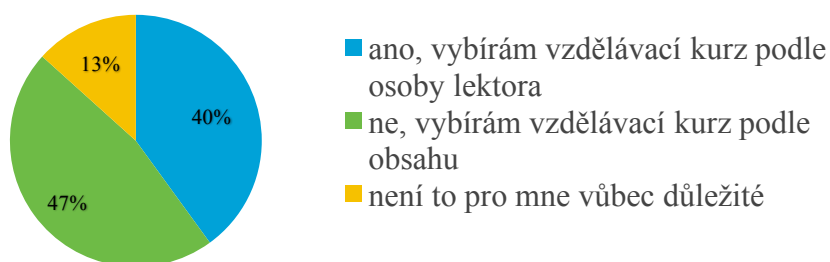 13%
40%
47%
ano, vybírám vzdělávací kurz podle
osoby lektora
ne, vybírám vzdělávací kurz podle
obsahu
není to pro mne vůbec důležité